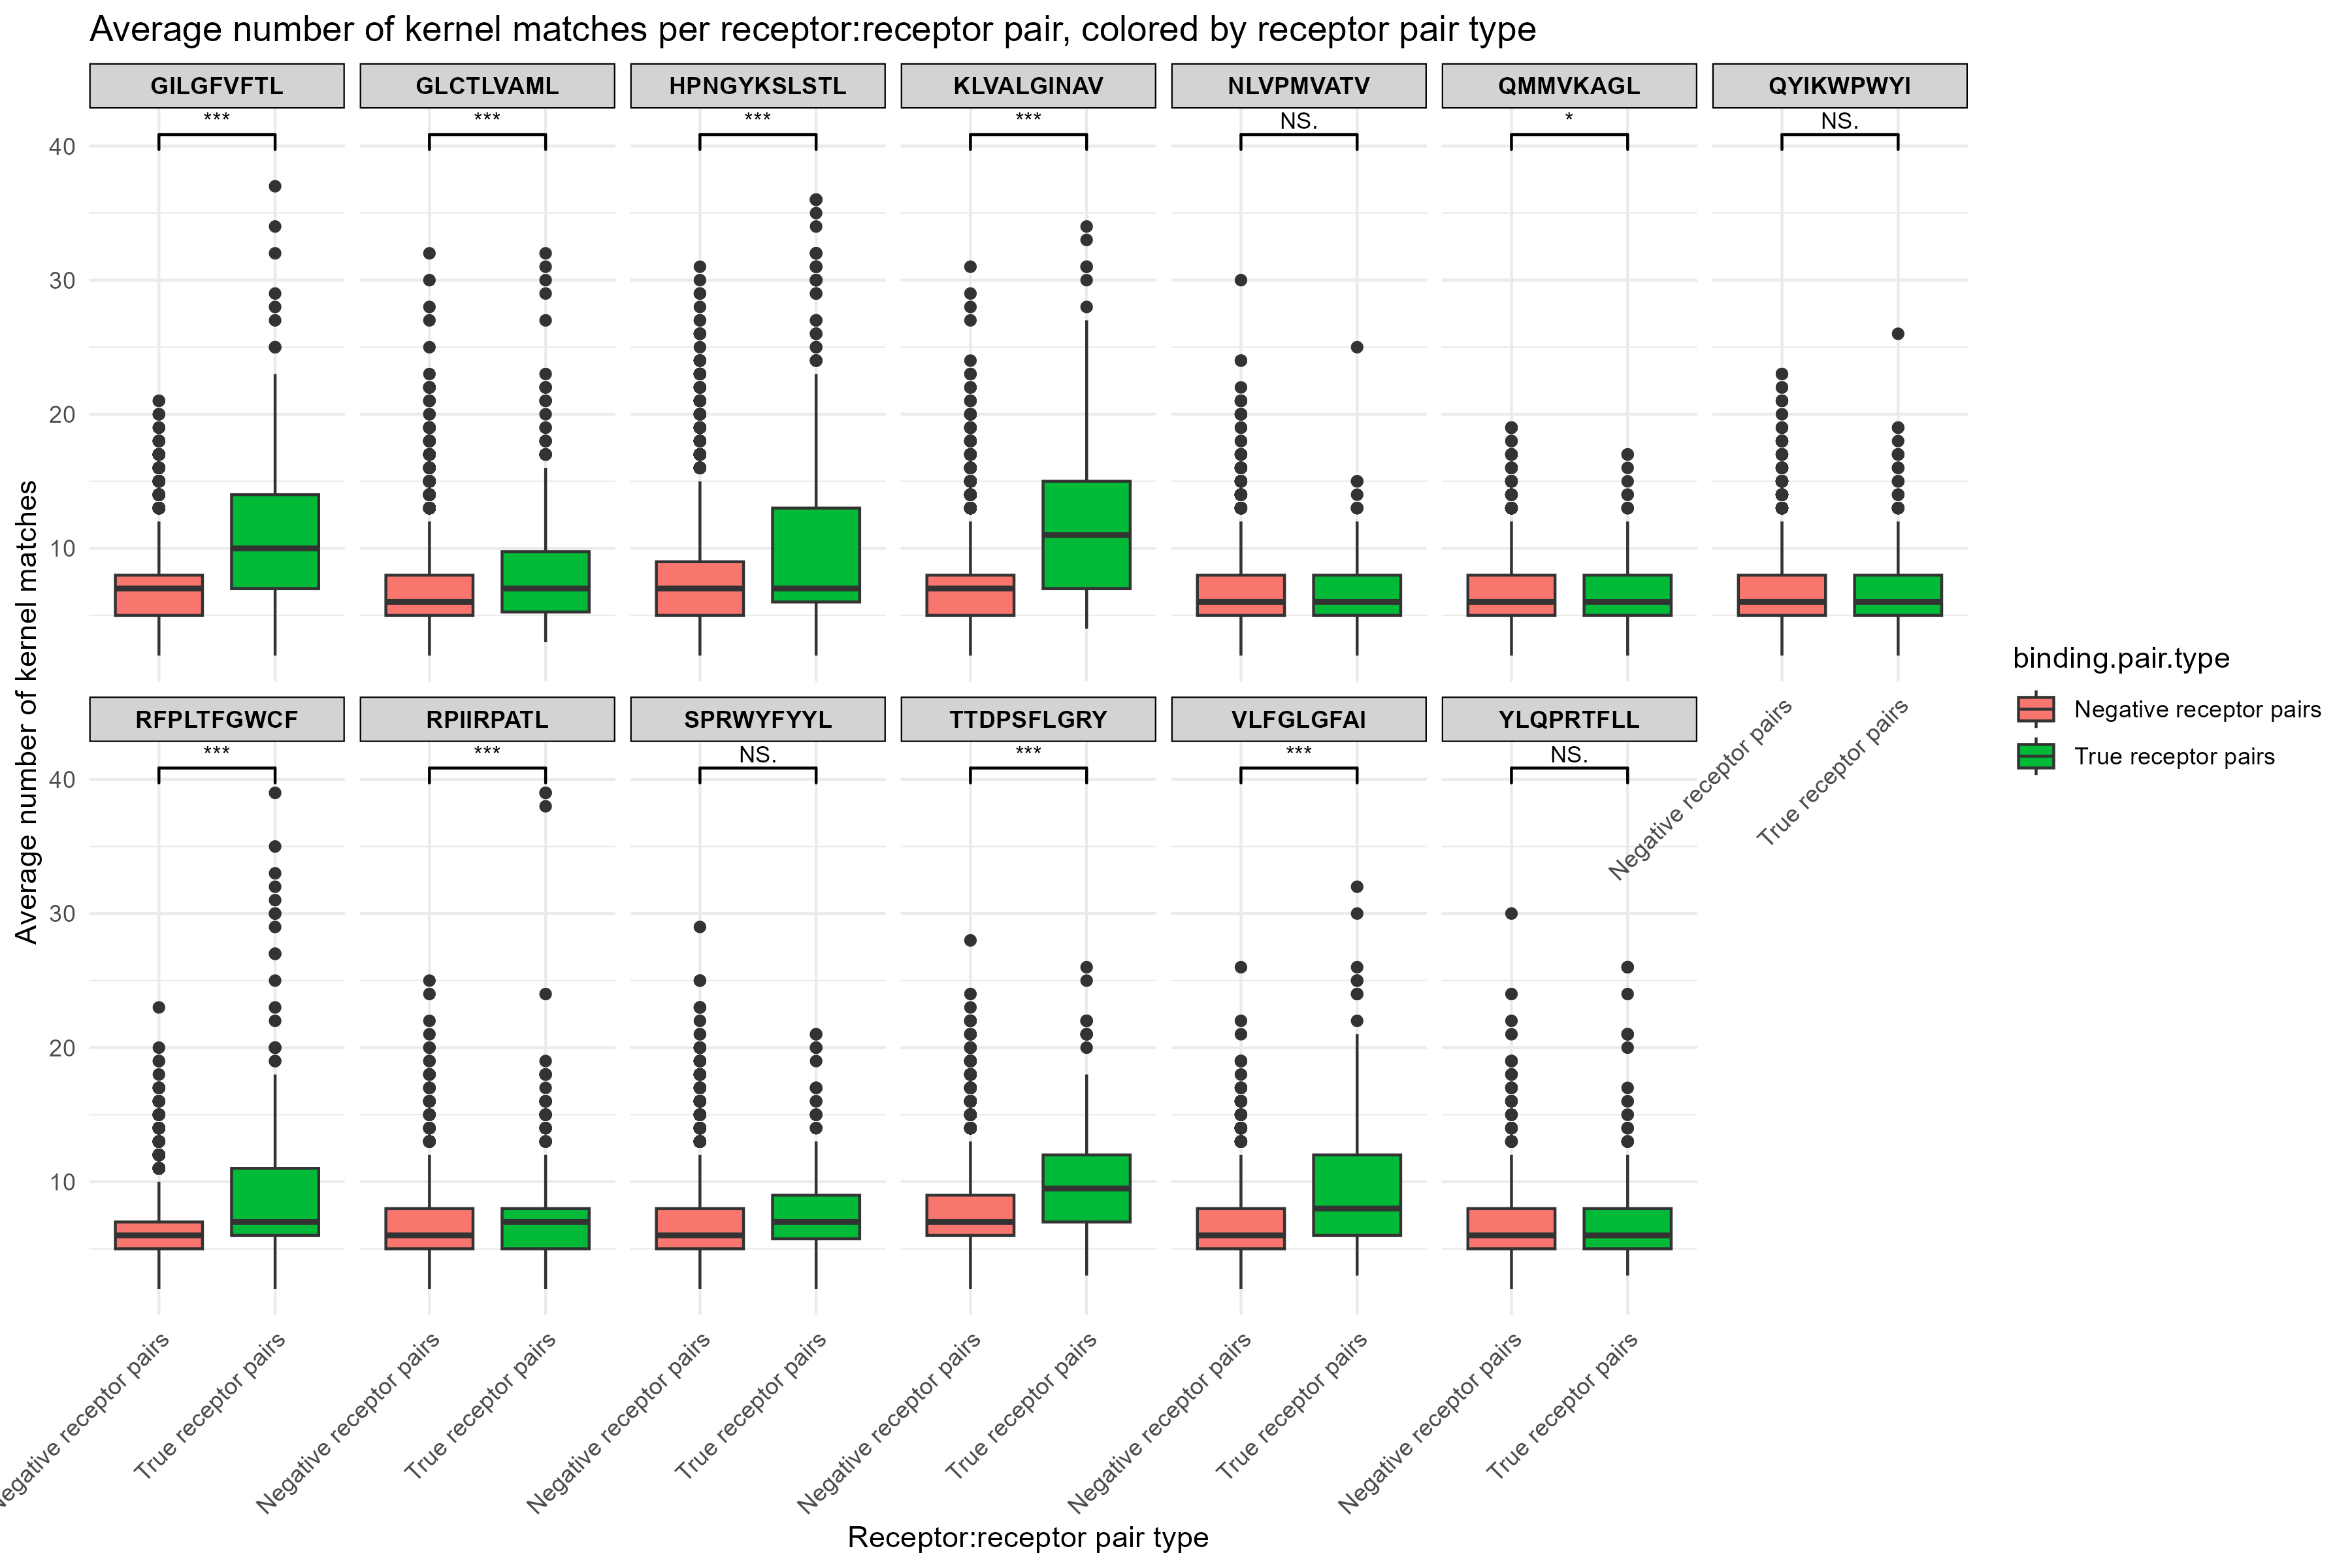 Average number of kernel matches per receptor:receptor pair, colored by receptor pair type
GILGFVFTL GLCTLVAML HPNGYKSLSTL KLVALGINAV NLVPMVATV QMMVKAGL QYIKWPWYI
*** *** *** *** NS. * NS.
40
30
20
10
Average number of kernel matches
Negative receptor pairs
True receptor pairs
binding.pair.type
Negative receptor pairs
True receptor pairs
RFPLTFGWCF RPIIRPATL SPRWYFYYL TTDPSFLGRY VLFGLGFAI YLQPRTFLL
*** *** NS. *** *** NS.
40
30
20
10
Negative receptor pairs
True receptor pairs
Negative receptor pairs
True receptor pairs
Negative receptor pairs
True receptor pairs
Negative receptor pairs
True receptor pairs
Negative receptor pairs
True receptor pairs
Negative receptor pairs
True receptor pairs
Receptor:receptor pair type